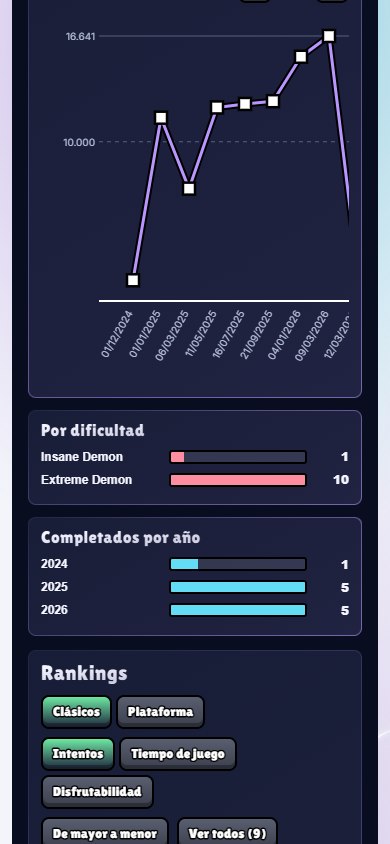 16.641
10.000
01/12/2024
01/01/2025
06/03/2025
11/05/2025
16/07/2025
21/09/2025
04/01/2026
09/03/2026
Por dificultad
Insane Demon 1
Extreme Demon 10
Completados por año
2024 1
2025 5
2026 5
Rankings
Clásicos Plataforma
Intentos Tiempo de juego
Disfrutabilidad
De mayor a menor Ver todos (9)